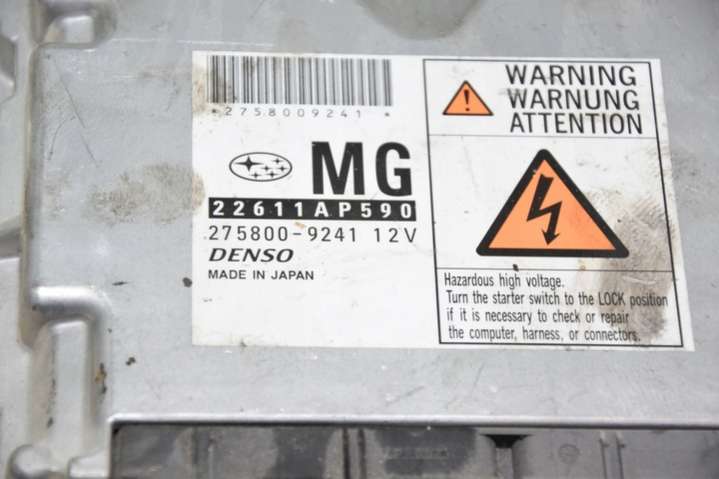 *2758009241*
MG
22611AP590
275800-9241 12V
DENSO
MADE IN JAPAN
WARNING
WARNUNG
ATTENTION
Hazardous high voltage.
Turn the starter switch to the LOCK position
if it is necessary to check or repair
the computer, harness, or connectors.